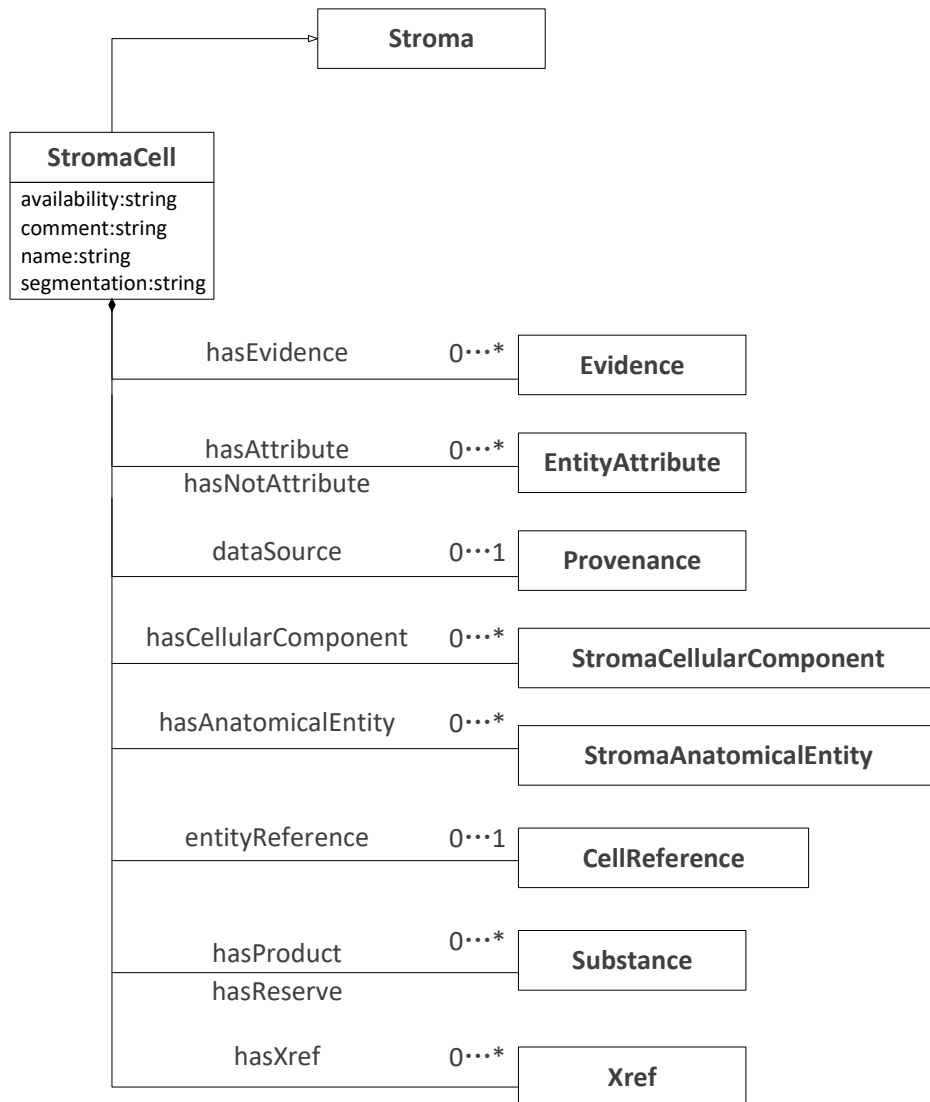 Stroma
StromaCell
availability:string
comment:string
name:string
segmentation:string
hasEvidence 0···* Evidence
hasAttribute 0···* EntityAttribute
hasNotAttribute
dataSource 0···1 Provenance
hasCellularComponent 0···* StromaCellularComponent
hasAnatomicalEntity 0···* StromaAnatomicalEntity
entityReference 0···1 CellReference
hasProduct 0···* Substance
hasReserve
hasXref 0···* Xref